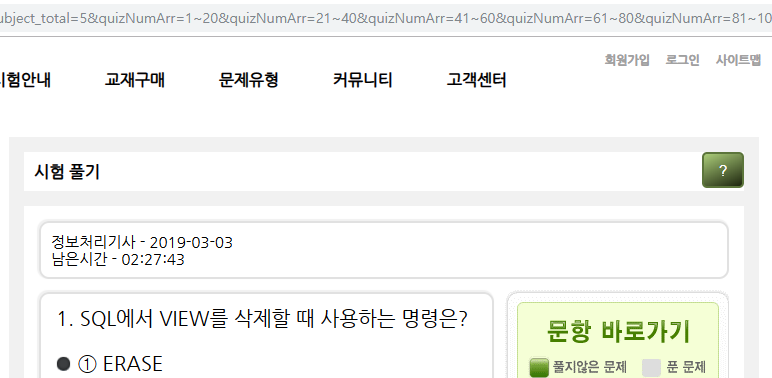 ubject_total=5&quizNumArr=1~20&quizNumArr=21~40&quizNumArr=41~60&quizNumArr=61~80&quizNumArr=81~10
회원가입 로그인 사이트맵
시험안내 교재구매 문제유형 커뮤니티 고객센터
시험 풀기
?
정보처리기사 - 2019-03-03
남은시간 - 02:27:43
1. SQL에서 VIEW를 삭제할 때 사용하는 명령은?
① ERASE
문항 바로가기
풀지않은 문제 푼 문제